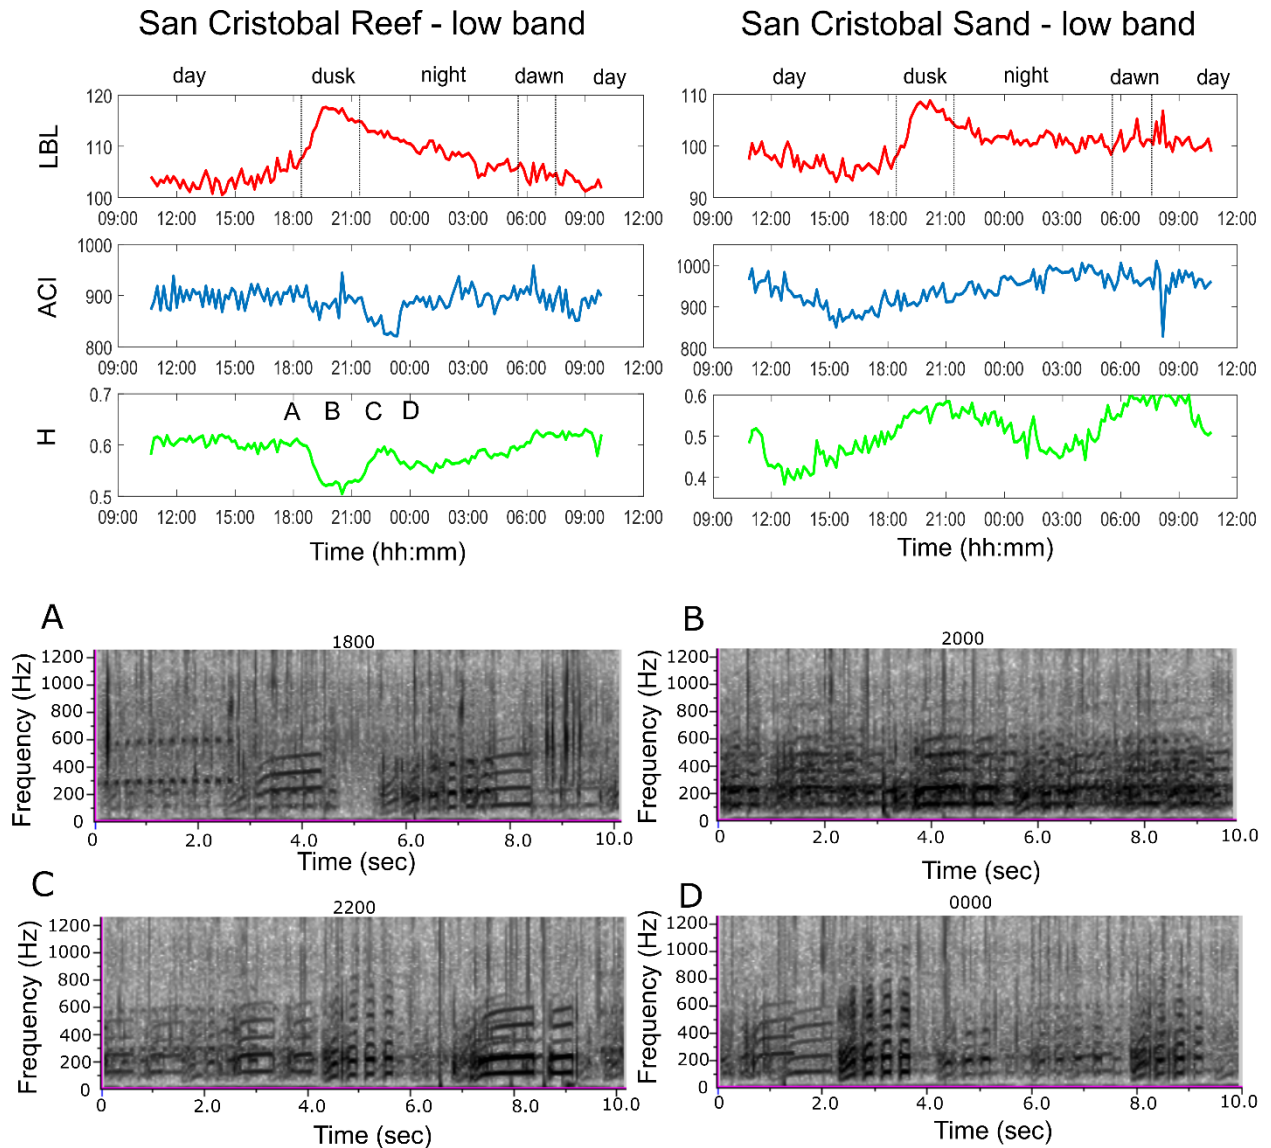 San Cristobal Reef - low band
San Cristobal Sand - low band
day dusk night dawn day
day dusk night dawn day
LBL
120
110
100
09:00 12:00 15:00 18:00 21:00 00:00 03:00 06:00 09:00 12:00
110
100
90
09:00 12:00 15:00 18:00 21:00 00:00 03:00 06:00 09:00 12:00
ACI
1000
900
800
09:00 12:00 15:00 18:00 21:00 00:00 03:00 06:00 09:00 12:00
1000
900
800
09:00 12:00 15:00 18:00 21:00 00:00 03:00 06:00 09:00 12:00
H
0.7
0.6
0.5
A B C D
09:00 12:00 15:00 18:00 21:00 00:00 03:00 06:00 09:00 12:00
Time (hh:mm)
0.6
0.5
0.4
09:00 12:00 15:00 18:00 21:00 00:00 03:00 06:00 09:00 12:00
Time (hh:mm)
A
1800
Frequency (Hz)
1200
1000
800
600
400
200
0
0.0 2.0 4.0 6.0 8.0 10.0
Time (sec)
B
2000
Frequency (Hz)
1200
1000
800
600
400
200
0
0.0 2.0 4.0 6.0 8.0 10.0
Time (sec)
C
2200
Frequency (Hz)
1200
1000
800
600
400
200
0
0.0 2.0 4.0 6.0 8.0 10.0
Time (sec)
D
0000
Frequency (Hz)
1200
1000
800
600
400
200
0
0.0 2.0 4.0 6.0 8.0 10.0
Time (sec)